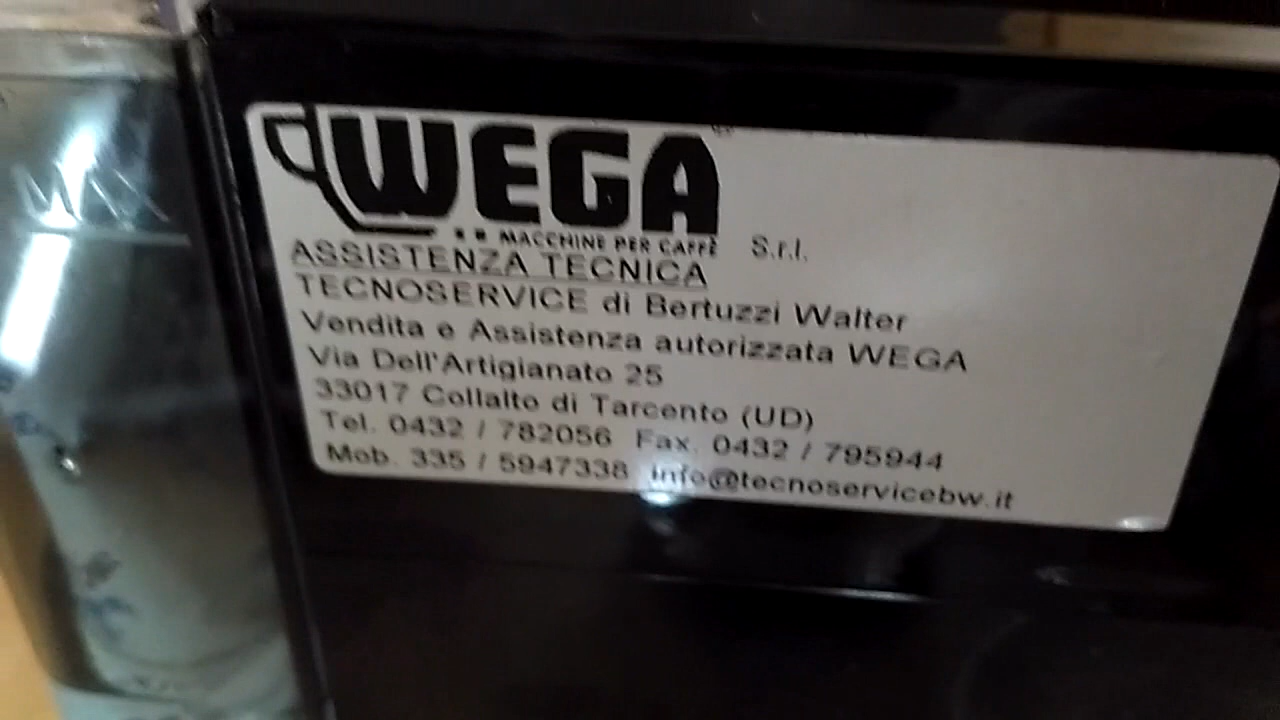 MAX
WEGA
MACCHINE PER CAFFÈ S.r.l.
ASSISTENZA TECNICA
TECNOSERVICE di Bertuzzi Walter
Vendita e Assistenza autorizzata WEGA
Via Dell'Artigianato 25
33017 Collalto di Tarcento (UD)
Tel. 0432 / 782056 Fax. 0432 / 795944
Mob. 335 / 5947338 info@tecnoservicebw.it